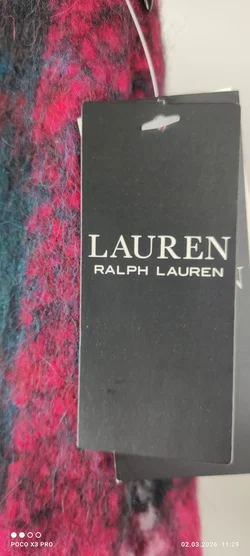 LAUREN
RALPH LAUREN
POCO X3 PRO
02.03.2026 11:29